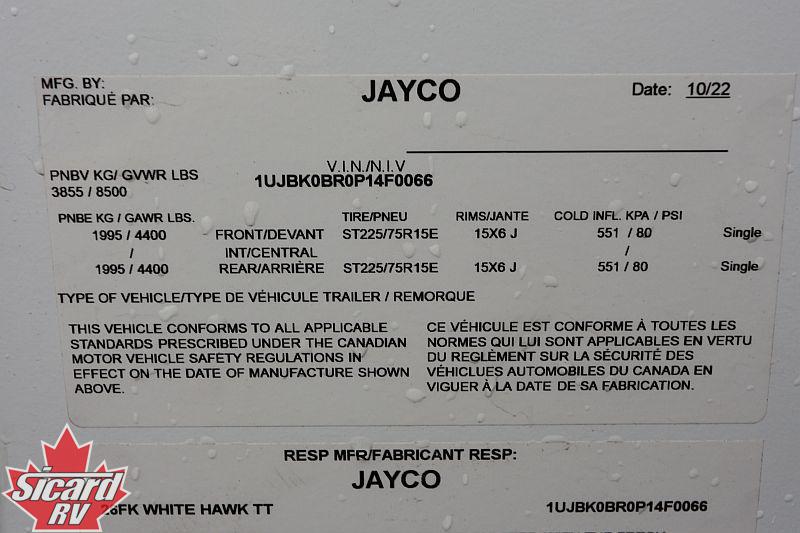 MFG. BY:
FABRIQUÉ PAR:
JAYCO
Date: 10/22
V.I.N./N.I.V
PNBV KG/ GVWR LBS
1UJBK0BR0P14F0066
3855 / 8500
PNBE KG / GAWR LBS. TIRE/PNEU RIMS/JANTE COLD INFL. KPA / PSI
1995 / 4400 FRONT/DEVANT ST225/75R15E 15X6 J 551 / 80 Single
/ INT/CENTRAL /
1995 / 4400 REAR/ARRIÈRE ST225/75R15E 15X6 J 551 / 80 Single
TYPE OF VEHICLE/TYPE DE VÉHICULE TRAILER / REMORQUE
THIS VEHICLE CONFORMS TO ALL APPLICABLE
STANDARDS PRESCRIBED UNDER THE CANADIAN
MOTOR VEHICLE SAFETY REGULATIONS IN
EFFECT ON THE DATE OF MANUFACTURE SHOWN
ABOVE.
CE VÉHICULE EST CONFORME À TOUTES LES
NORMES QUI LUI SONT APPLICABLES EN VERTU
DU REGLÈMENT SUR LA SÉCURITÉ DES
VÉHICLUES AUTOMOBILES DU CANADA EN
VIGUER À LA DATE DE SA FABRICATION.
RESP MFR/FABRICANT RESP:
JAYCO
26FK WHITE HAWK TT 1UJBK0BR0P14F0066
Sicard
RV